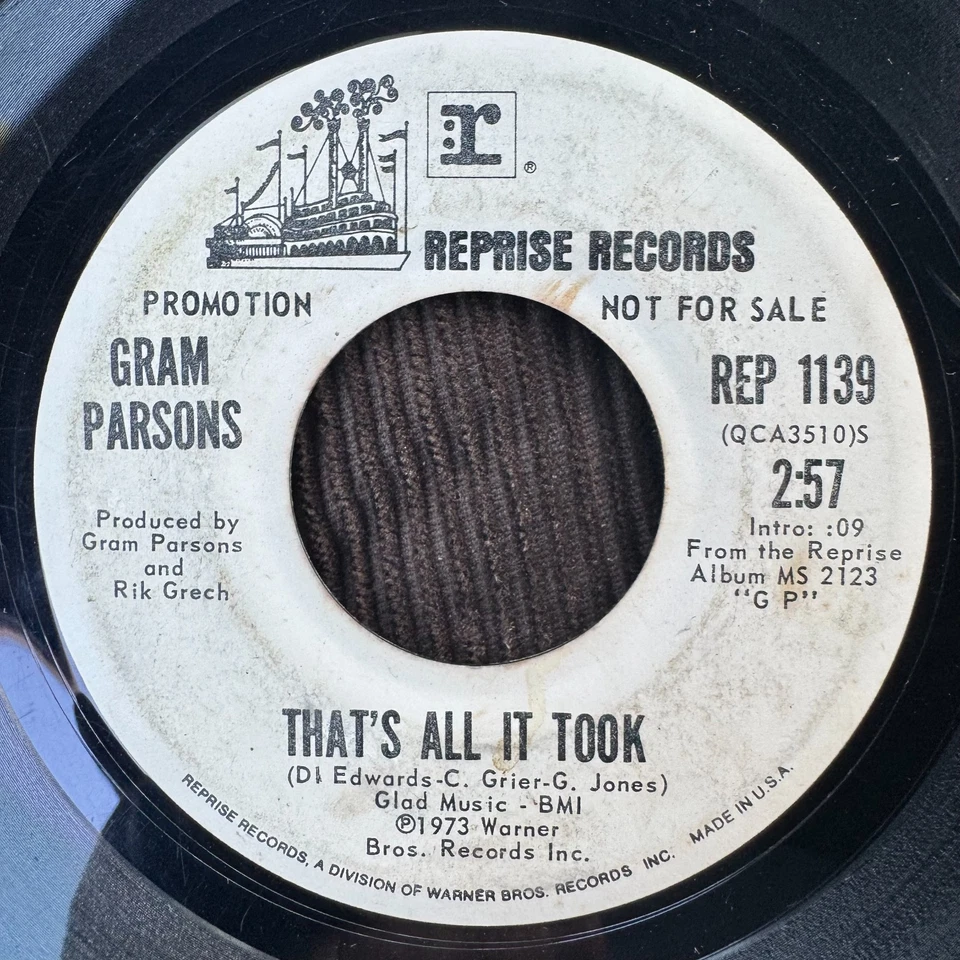 r
®
REPRISE RECORDS
PROMOTION
NOT FOR SALE
GRAM
PARSONS
Produced by
Gram Parsons
and
Rik Grech
REP 1139
(QCA3510)S
2:57
Intro: :09
From the Reprise
Album MS 2123
"G P"
THAT'S ALL IT TOOK
(D. Edwards-C. Grier-G. Jones)
Glad Music - BMI
℗1973 Warner
Bros. Records Inc.
REPRISE RECORDS, A DIVISION OF WARNER BROS. RECORDS INC. MADE IN U.S.A.